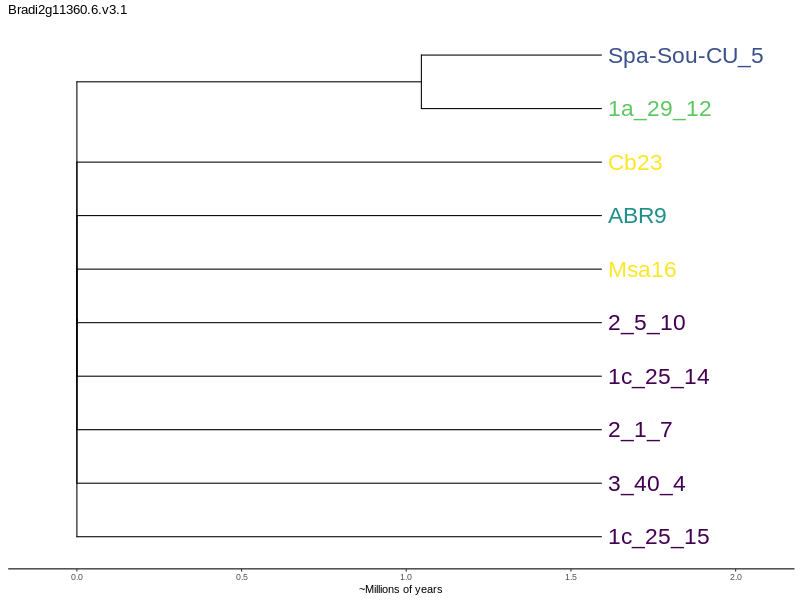 Bradi2g11360.6.v3.1
Spa-Sou-CU_5
1a_29_12
Cb23
ABR9
Msa16
2_5_10
1c_25_14
2_1_7
3_40_4
1c_25_15
0.0 0.5 1.0 1.5 2.0
~Millions of years